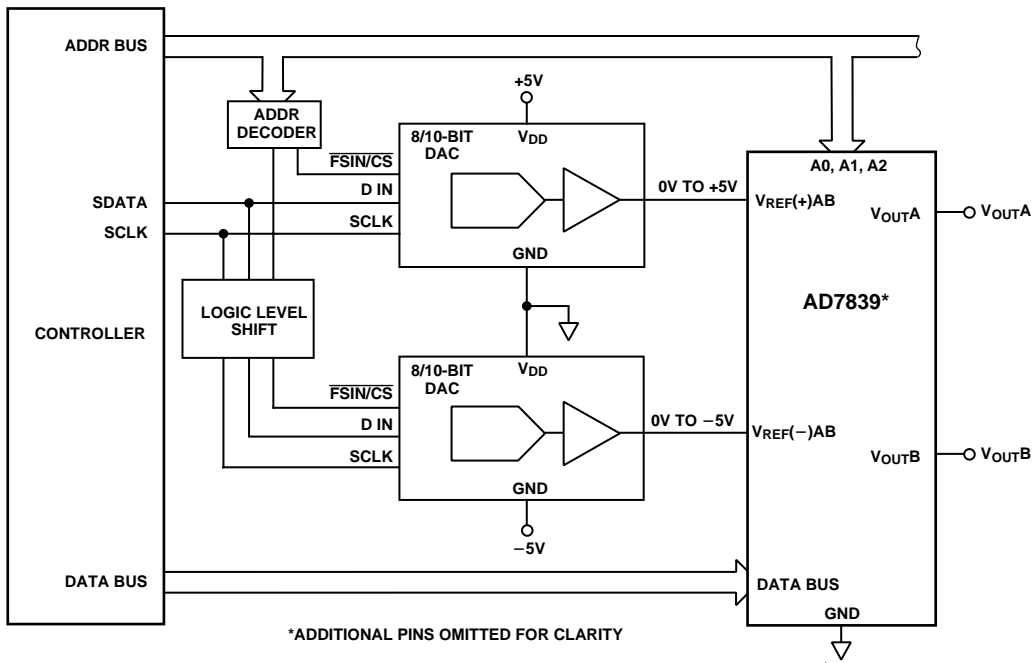 ADDR BUS
+5V
ADDR
DECODER
8/10-BIT
DAC
VDD
FSIN/CS
D IN
SCLK
GND
0V TO +5V
A0, A1, A2
VREF(+)AB
VOUTA
VOUTA
SDATA
SCLK
LOGIC LEVEL
SHIFT
CONTROLLER
AD7839*
8/10-BIT
DAC
VDD
FSIN/CS
D IN
SCLK
GND
−5V
0V TO −5V
VREF(−)AB
VOUTB
VOUTB
DATA BUS
DATA BUS
GND
*ADDITIONAL PINS OMITTED FOR CLARITY